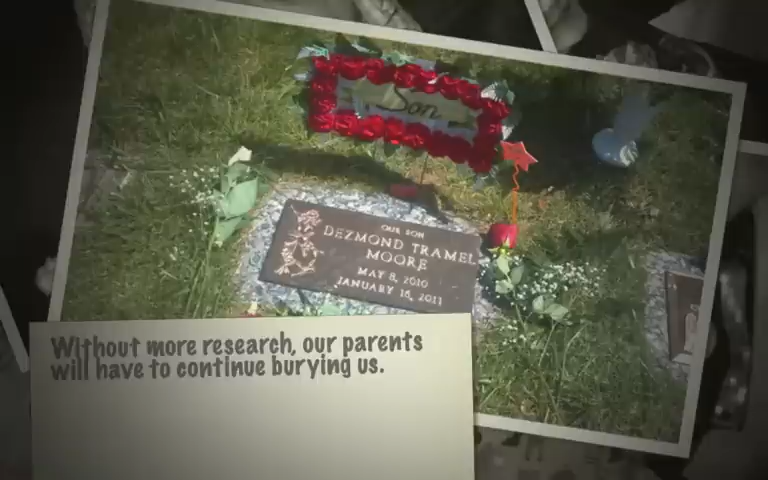 Son
OUR SON
DEZMOND TRAMEL
MOORE
MAY 8, 2010
JANUARY 16, 2011
Without more research, our parents
will have to continue burying us.